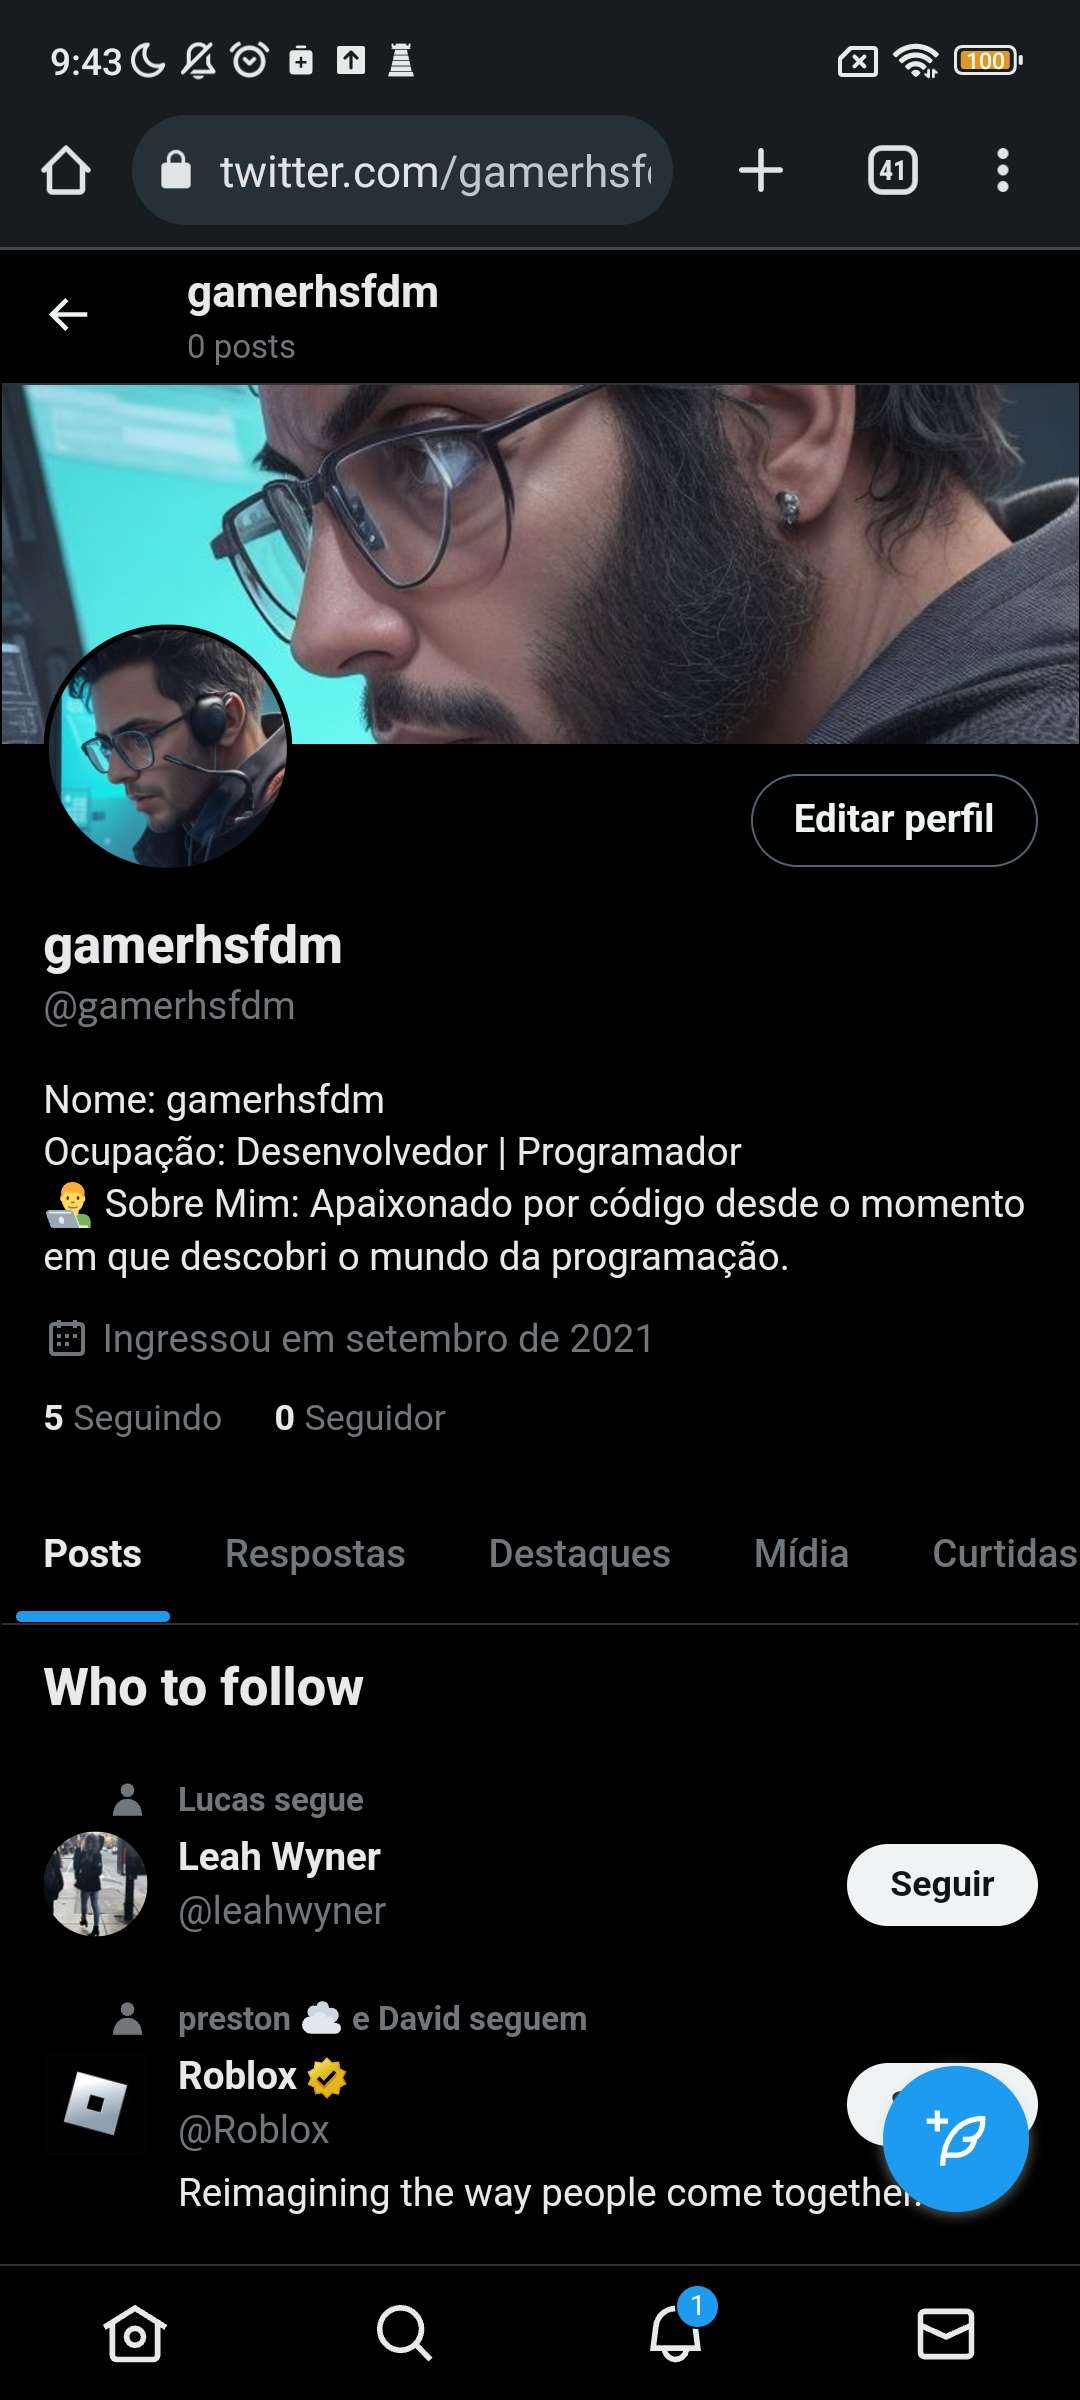 9:43
100
twitter.com/gamerhsf
41
gamerhsfdm
0 posts
Editar perfil
gamerhsfdm
@gamerhsfdm
Nome: gamerhsfdm
Ocupação: Desenvolvedor | Programador
👨‍💻 Sobre Mim: Apaixonado por código desde o momento
em que descobri o mundo da programação.
Ingressou em setembro de 2021
5 Seguindo 0 Seguidor
Posts Respostas Destaques Mídia Curtidas
Who to follow
Lucas segue
Leah Wyner
@leahwyner
Seguir
preston ☁️ e David seguem
Roblox
@Roblox
Reimagining the way people come together.
1